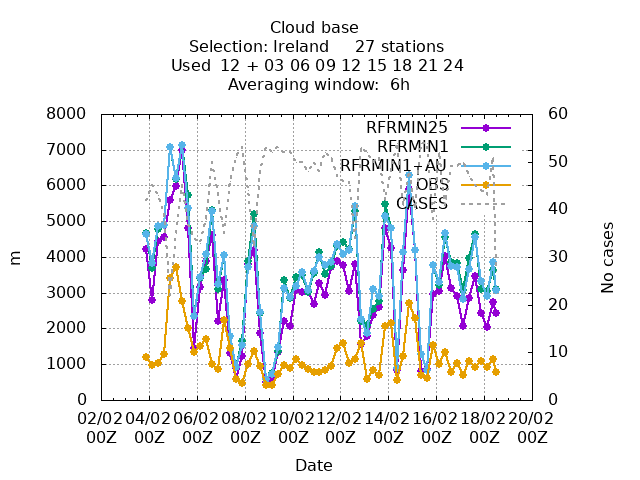 Cloud base
Selection: Ireland 27 stations
Used 12 + 03 06 09 12 15 18 21 24
Averaging window: 6h
8000
7000
6000
5000
4000
3000
2000
1000
0
m
60
50
40
30
20
10
0
No cases
RFRMIN25
RFRMIN1
RFRMIN1+AU
OBS
CASES
02/02 04/02 06/02 08/02 10/02 12/02 14/02 16/02 18/02 20/02
00Z 00Z 00Z 00Z 00Z 00Z 00Z 00Z 00Z 00Z
Date